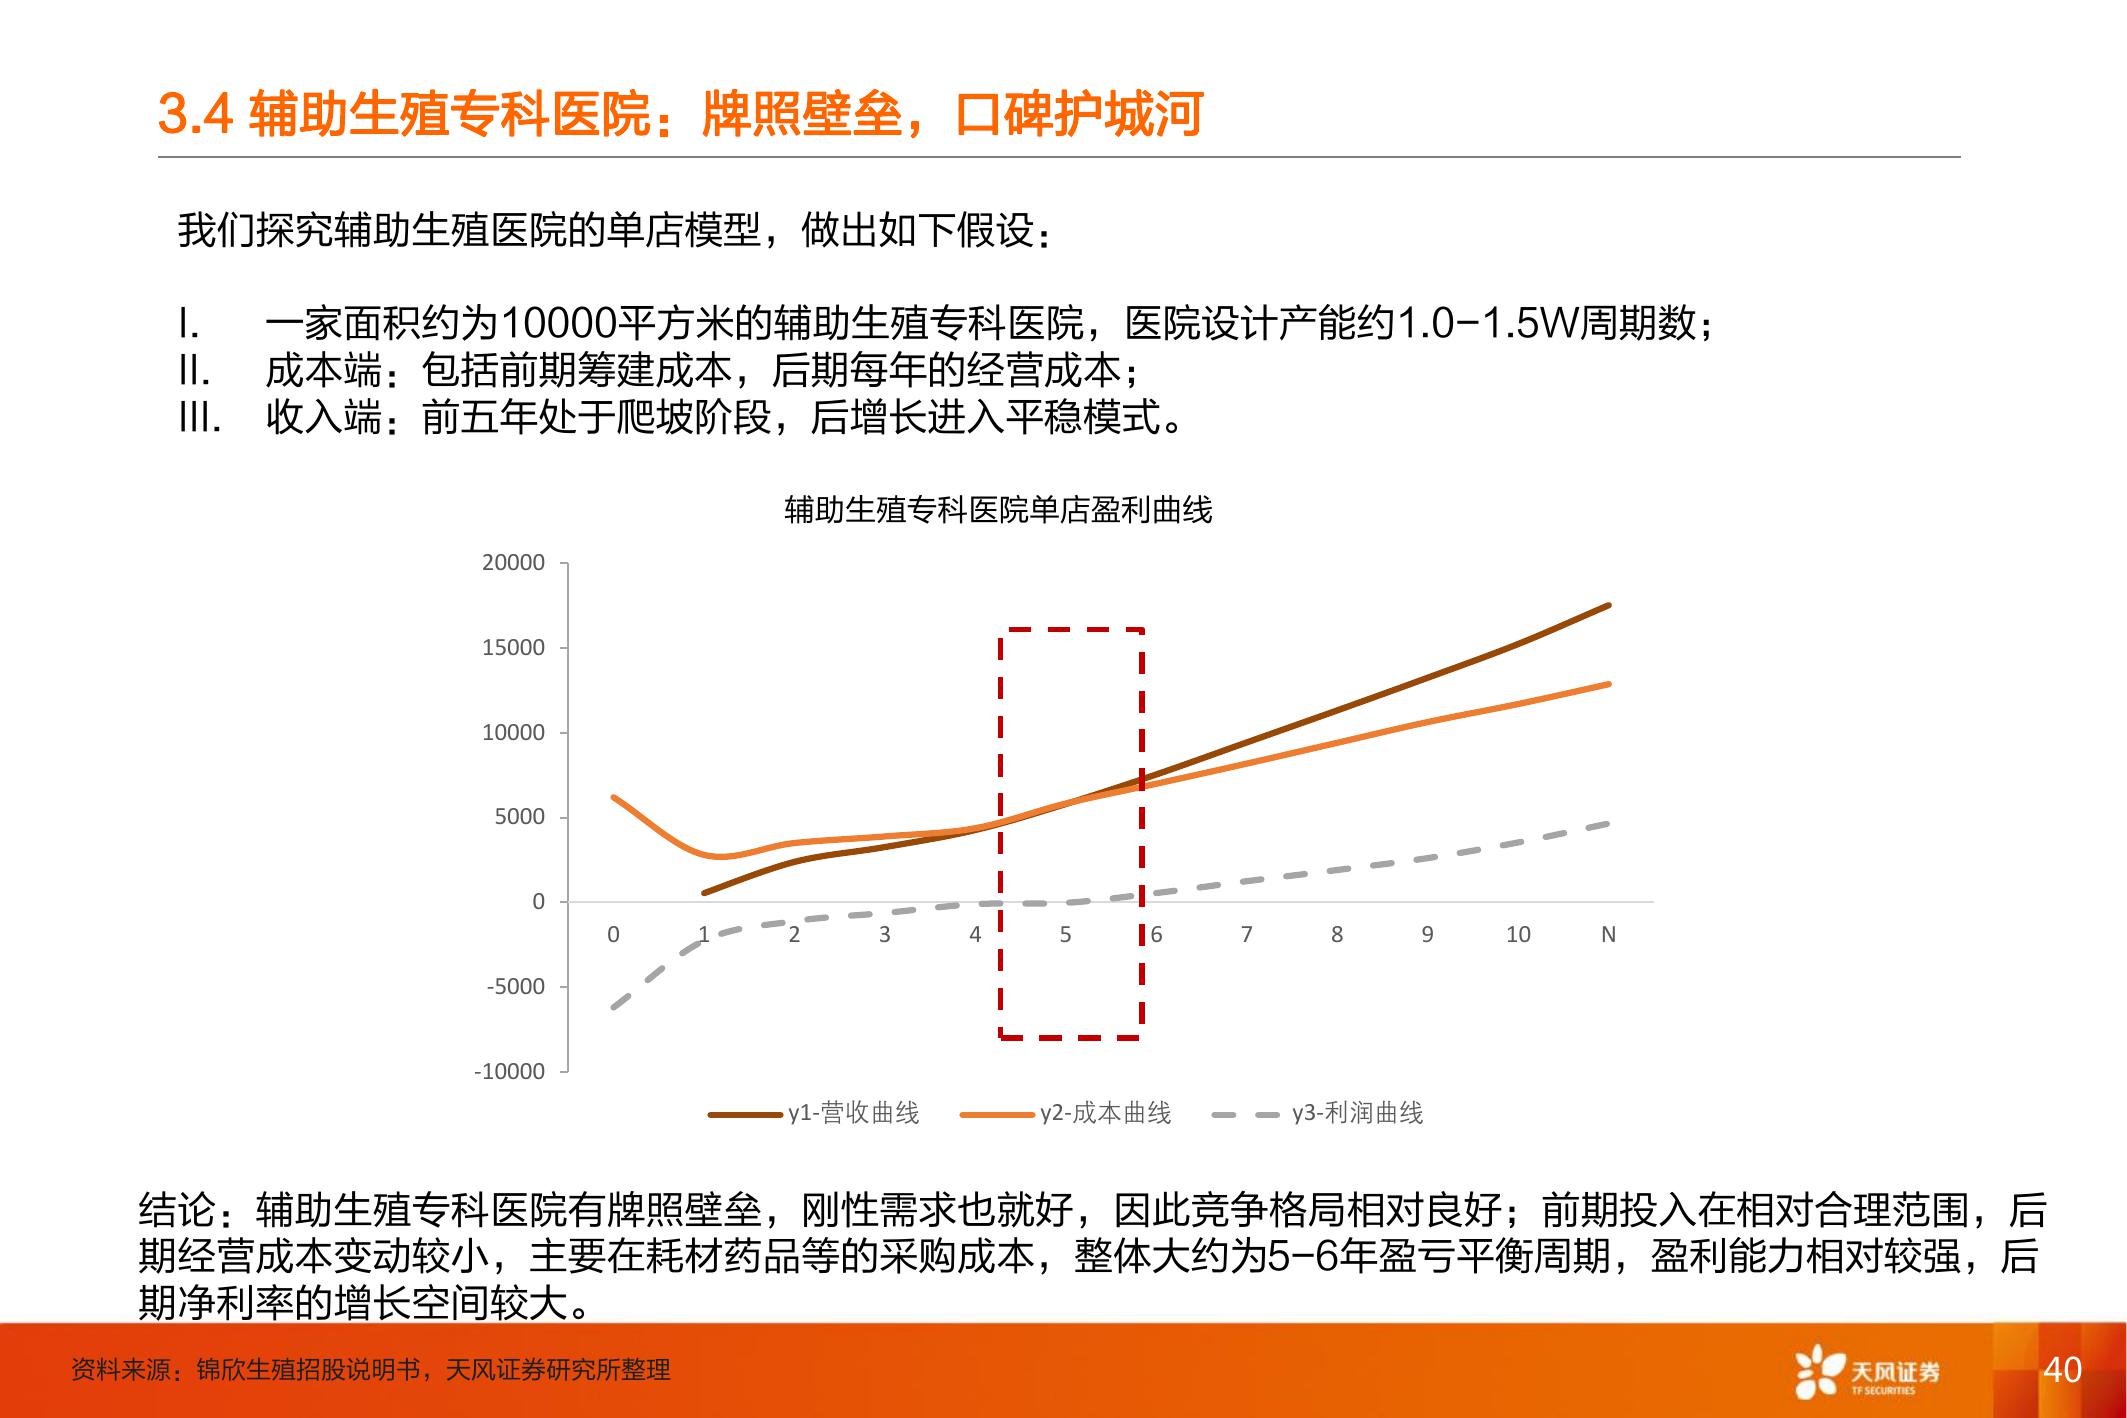 3.4 辅助生殖专科医院：牌照壁垒，口碑护城河
我们探究辅助生殖医院的单店模型，做出如下假设：
I. 一家面积约为10000平方米的辅助生殖专科医院，医院设计产能约1.0-1.5W周期数；
II. 成本端：包括前期筹建成本，后期每年的经营成本；
III. 收入端：前五年处于爬坡阶段，后增长进入平稳模式。
辅助生殖专科医院单店盈利曲线
20000
15000
10000
5000
0
-5000
-10000
0 1 2 3 4 5 6 7 8 9 10 N
y1-营收曲线 y2-成本曲线 y3-利润曲线
结论：辅助生殖专科医院有牌照壁垒，刚性需求也就好，因此竞争格局相对良好；前期投入在相对合理范围，后
期经营成本变动较小，主要在耗材药品等的采购成本，整体大约为5-6年盈亏平衡周期，盈利能力相对较强，后
期净利率的增长空间较大。
资料来源：锦欣生殖招股说明书，天风证券研究所整理
天风证券
TF SECURITIES
40